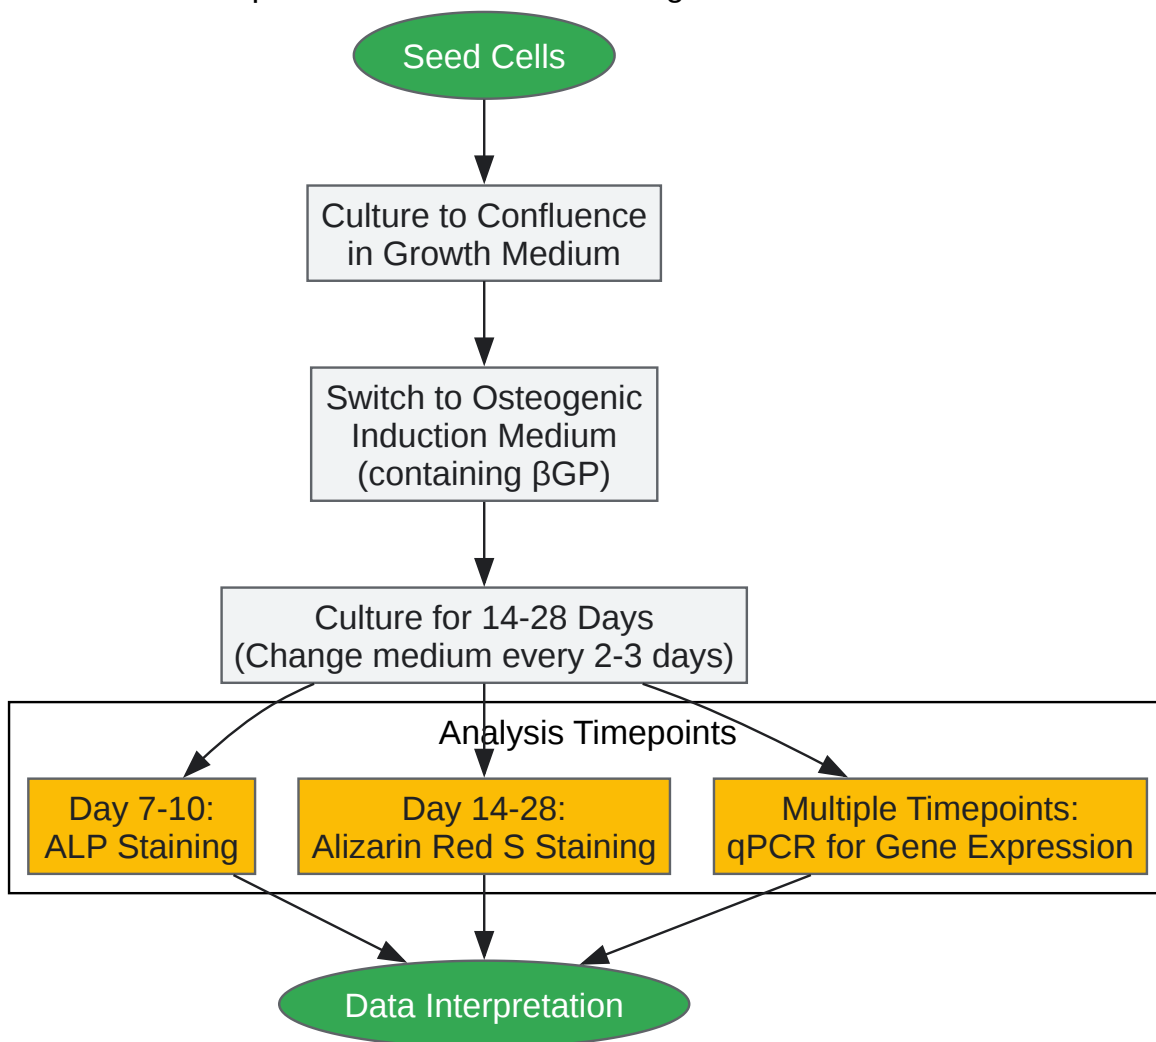 Seed Cells
Culture to Confluence
in Growth Medium
Switch to Osteogenic
Induction Medium
(containing βGP)
Culture for 14-28 Days
(Change medium every 2-3 days)
Analysis Timepoints
Day 7-10:
ALP Staining
Day 14-28:
Alizarin Red S Staining
Multiple Timepoints:
qPCR for Gene Expression
Data Interpretation